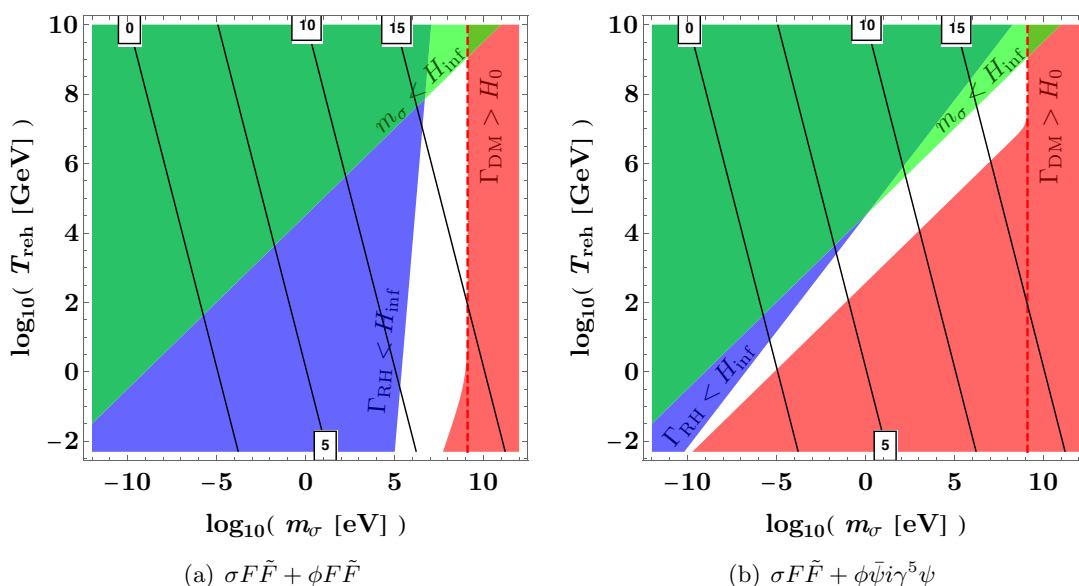 0
10
15
5
10
8
6
4
2
0
−2
−10
−5
0
5
10
log10( Treh [GeV] )
log10( mσ [eV] )
mσ < Hinf
ΓRH < Hinf
ΓDM > H0
(a) σFF̃ + φFF̃
0
10
15
5
10
8
6
4
2
0
−2
−10
−5
0
5
10
log10( Treh [GeV] )
log10( mσ [eV] )
mσ < Hinf
ΓRH < Hinf
ΓDM > H0
(b) σFF̃ + φψ̄iγ⁵ψ